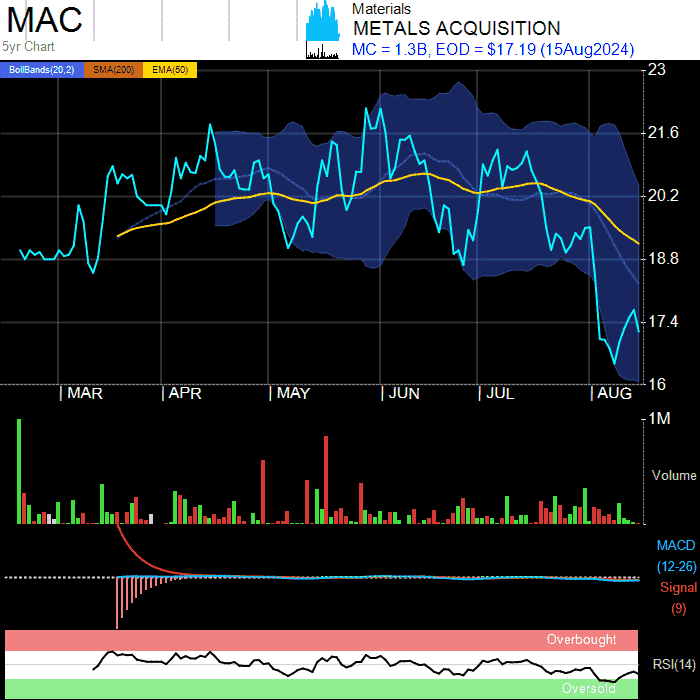 MAC
5yr Chart
Materials
METALS ACQUISITION
MC = 1.3B, EOD = $17.19 (15Aug2024)
BollBands(20,2) SMA(200) EMA(50)
23
21.6
20.2
18.8
17.4
16
MAR APR MAY JUN JUL AUG
1M
Volume
MACD
(12-26)
Signal
(9)
Overbought
RSI(14)
Oversold